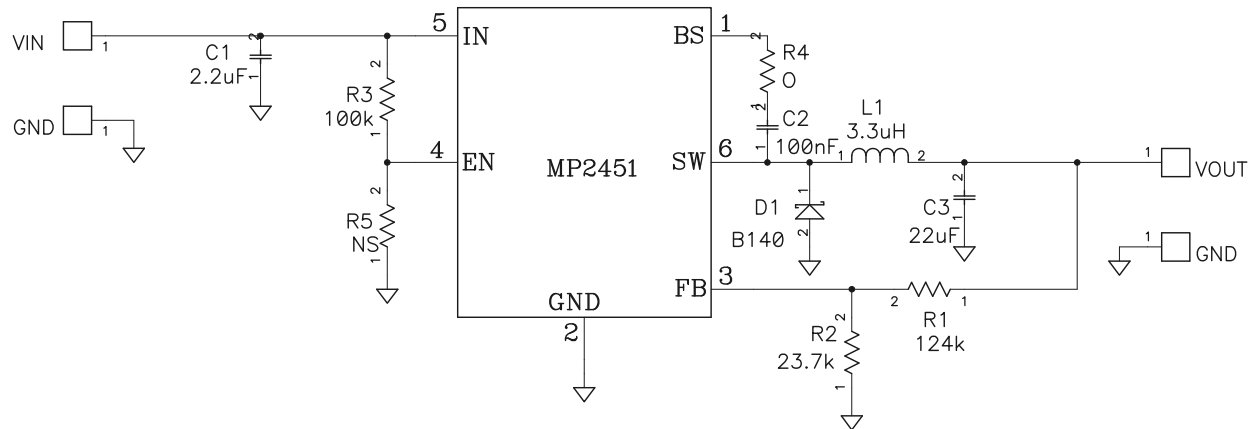 VIN
1
GND
1
C1
2.2uF
2
1
R3
100k
2
1
R5
NS
2
1
5
IN
4
EN
MP2451
GND
2
BS
1
SW
6
FB
3
R4
0
2
1
C2
100nF
2
1
D1
B140
1
2
L1
3.3uH
1
2
C3
22uF
2
1
R1
124k
2
1
R2
23.7k
2
1
1
VOUT
1
GND